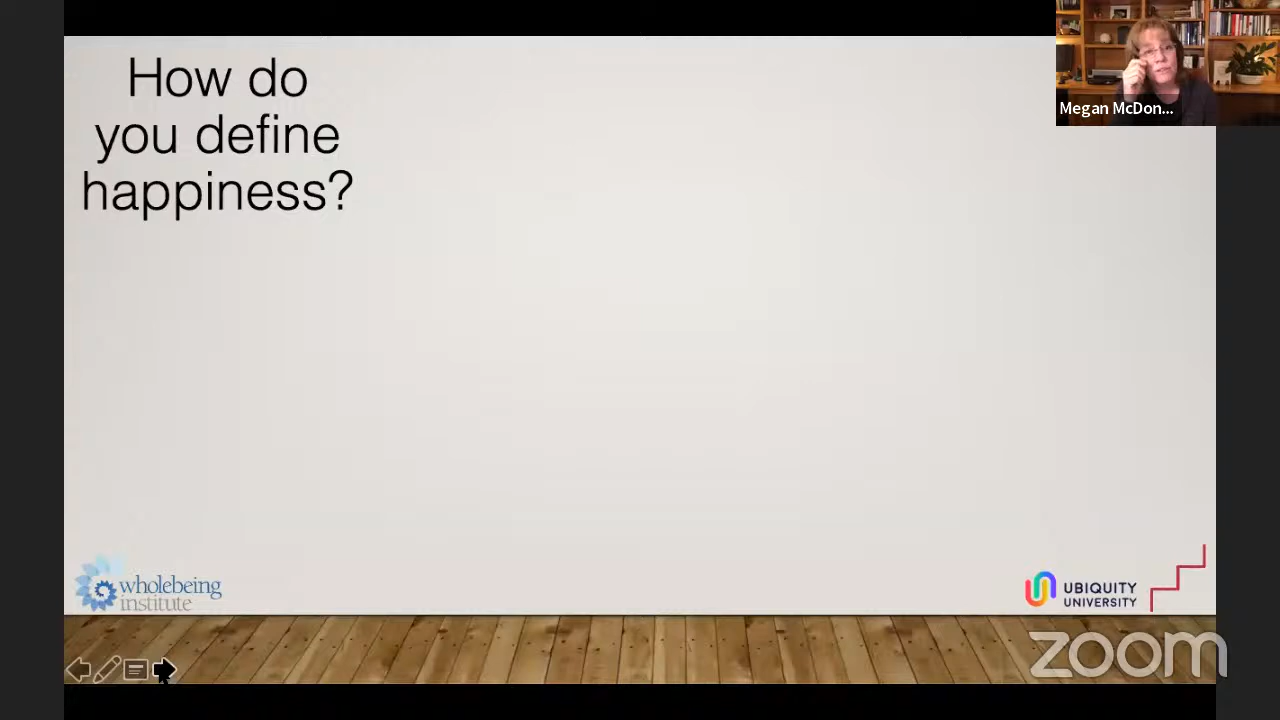 How do
you define
happiness?
Megan McDon...
wholebeing
institute
UBIQUITY
UNIVERSITY
zoom